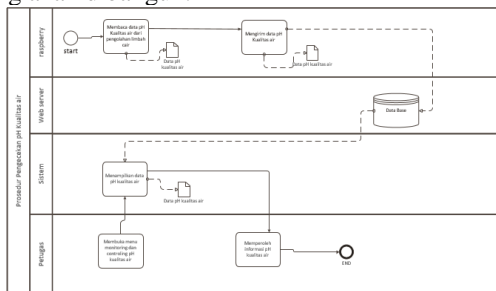 Prosedur Pengecekan pH Kualitas air
raspberry
start
Membaca data pH
Kualitas air dari
pengolahan limbah
cair
Data pH
kualitas air
Mengirim data pH
Kualitas air
Data pH
kualitas air
Web server
Data Base
Sistem
Menampilkan data
pH kualitas air
Data pH kualitas air
Petugas
Membuka menu
monitoring dan
controling pH
kualitas air
Memperoleh
informasi pH
kualitas air
END